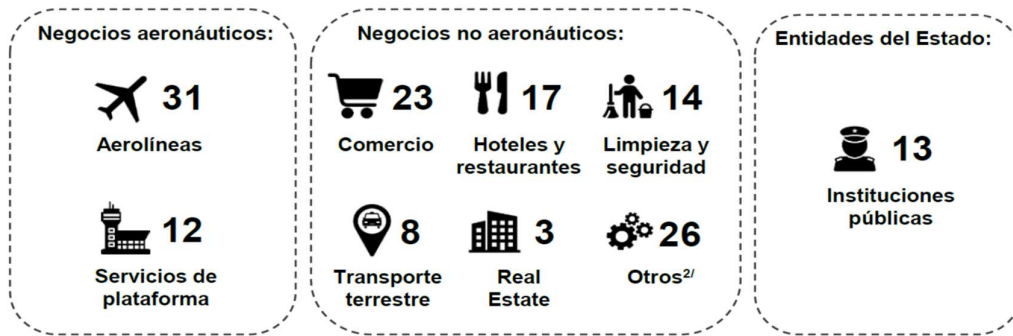 Negocios aeronáuticos:
31
Aerolíneas
12
Servicios de
plataforma
Negocios no aeronáuticos:
23
Comercio
17
Hoteles y
restaurantes
14
Limpieza y
seguridad
8
Transporte
terrestre
3
Real
Estate
26
Otros2/
Entidades del Estado:
13
Instituciones
públicas